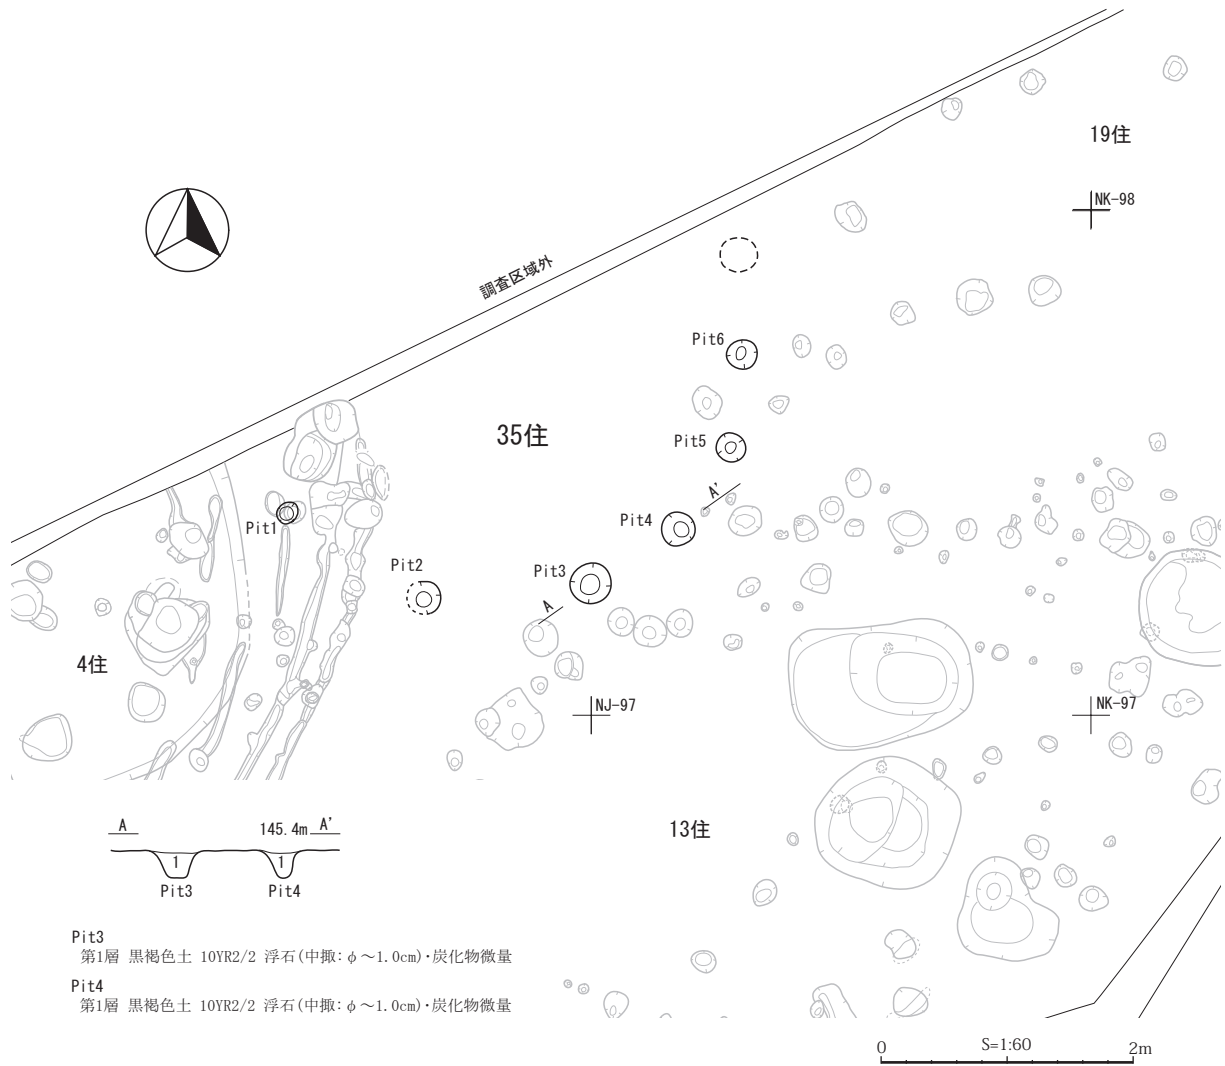 19住
NK-98
調査区域外
Pit6
35住
Pit5
A'
Pit4
Pit1
Pit2
Pit3
A
4住
NJ-97
NK-97
13住
A
145.4m
A'
1
1
Pit3
Pit4
Pit3
第1層 黒褐色土 10YR2/2 浮石(中掫:φ～1.0cm)・炭化物微量
Pit4
第1層 黒褐色土 10YR2/2 浮石(中掫:φ～1.0cm)・炭化物微量
0
S=1:60
2m